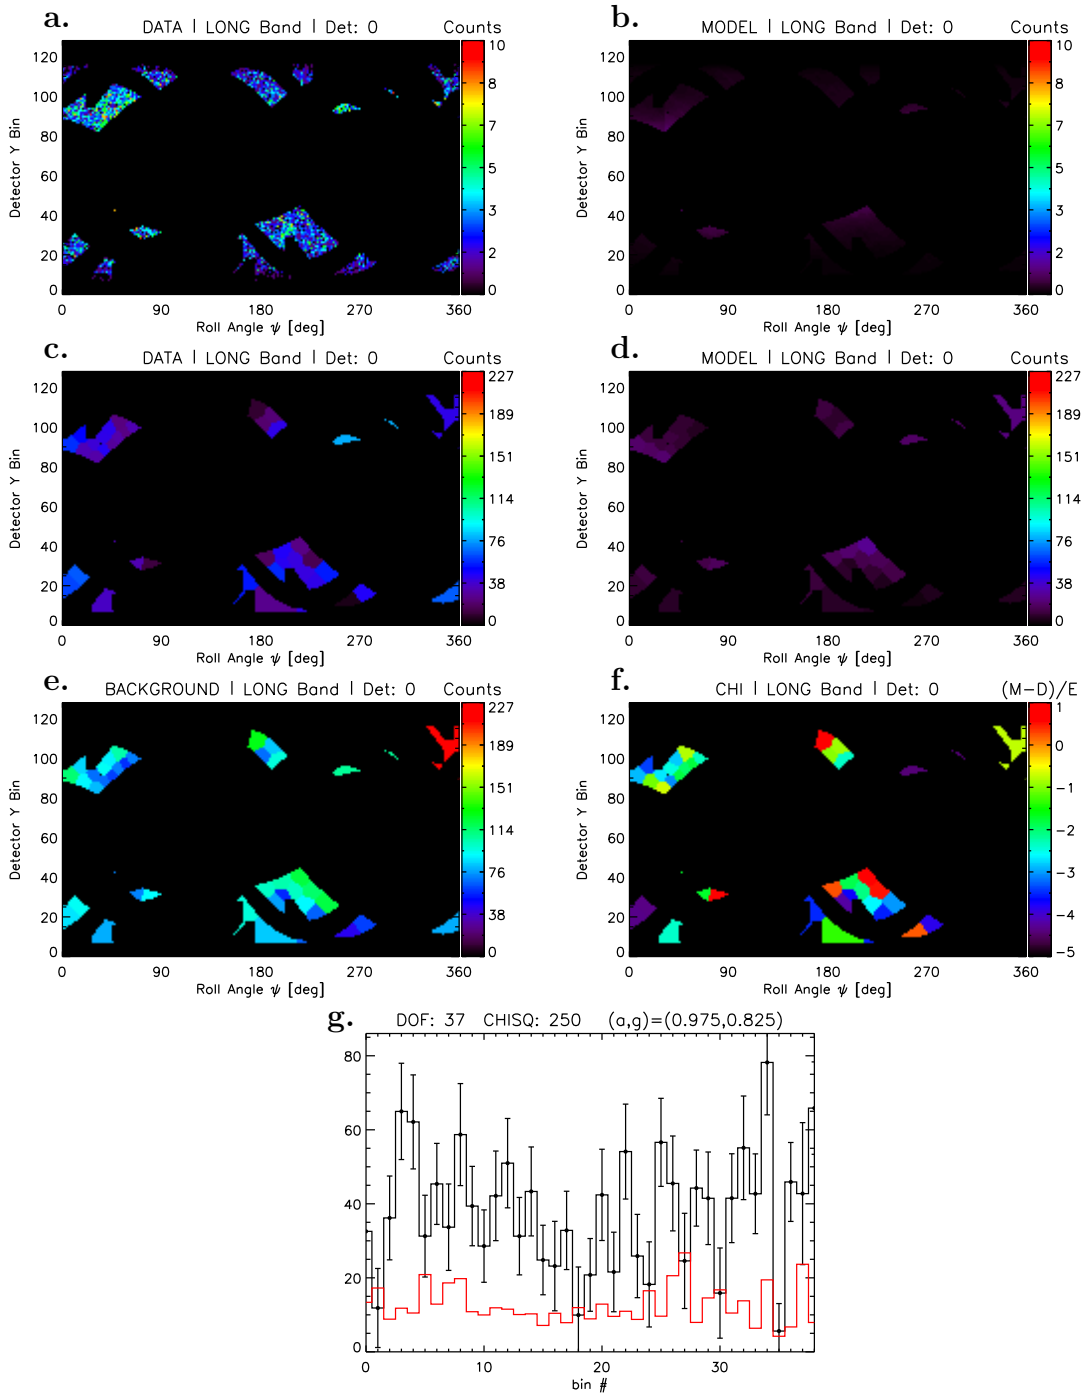 a. b.
DATA | LONG Band | Det: 0 Counts MODEL | LONG Band | Det: 0 Counts
120 100 80 60 40 20 0
Detector Y Bin
10 8 7 5 3 2 0
0 90 180 270 360
Roll Angle ψ [deg]
120 100 80 60 40 20 0
Detector Y Bin
10 8 7 5 3 2 0
0 90 180 270 360
Roll Angle ψ [deg]
c. d.
DATA | LONG Band | Det: 0 Counts MODEL | LONG Band | Det: 0 Counts
120 100 80 60 40 20 0
Detector Y Bin
227 189 151 114 76 38 0
0 90 180 270 360
Roll Angle ψ [deg]
120 100 80 60 40 20 0
Detector Y Bin
227 189 151 114 76 38 0
0 90 180 270 360
Roll Angle ψ [deg]
e. f.
BACKGROUND | LONG Band | Det: 0 Counts CHI | LONG Band | Det: 0 (M-D)/E
120 100 80 60 40 20 0
Detector Y Bin
227 189 151 114 76 38 0
0 90 180 270 360
Roll Angle ψ [deg]
120 100 80 60 40 20 0
Detector Y Bin
1 0 -1 -2 -3 -4 -5
0 90 180 270 360
Roll Angle ψ [deg]
g.
DOF: 37 CHISQ: 250 (a,g)=(0.975,0.825)
80
60
40
20
0
0 10 20 30
bin #